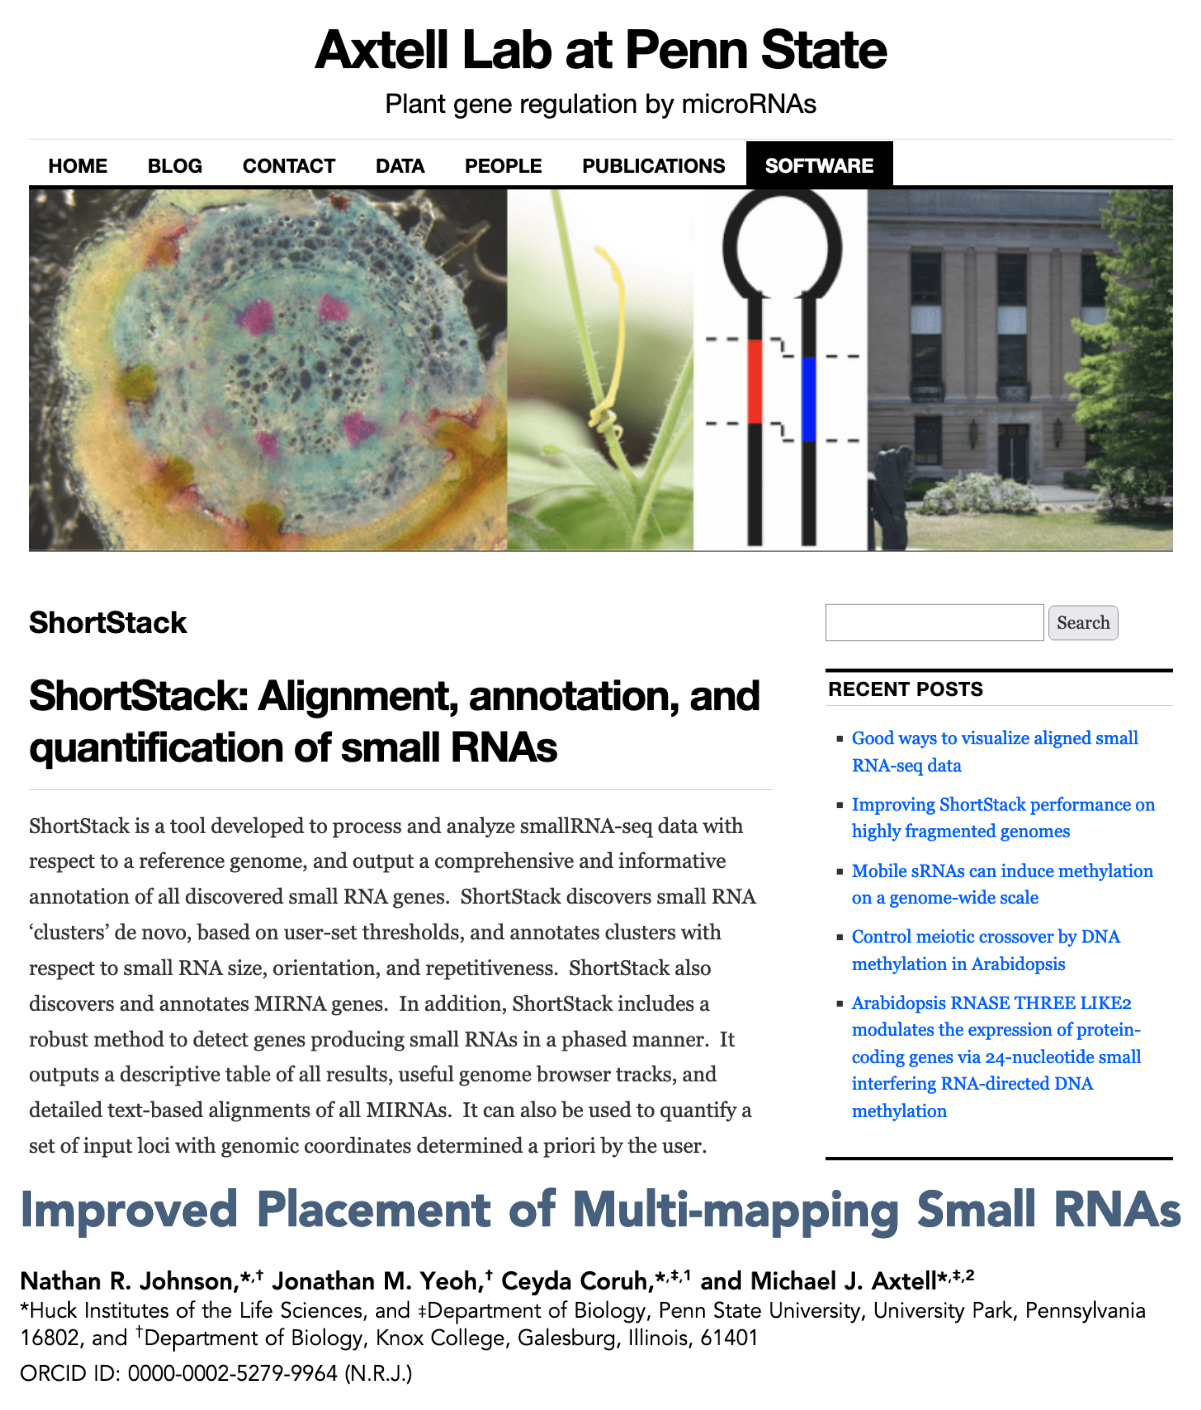 Axtell Lab at Penn State
Plant gene regulation by microRNAs
HOME BLOG CONTACT DATA PEOPLE PUBLICATIONS SOFTWARE
ShortStack
ShortStack: Alignment, annotation, and
quantification of small RNAs
ShortStack is a tool developed to process and analyze smallRNA-seq data with
respect to a reference genome, and output a comprehensive and informative
annotation of all discovered small RNA genes.  ShortStack discovers small RNA
‘clusters’ de novo, based on user-set thresholds, and annotates clusters with
respect to small RNA size, orientation, and repetitiveness.  ShortStack also
discovers and annotates MIRNA genes.  In addition, ShortStack includes a
robust method to detect genes producing small RNAs in a phased manner.  It
outputs a descriptive table of all results, useful genome browser tracks, and
detailed text-based alignments of all MIRNAs.  It can also be used to quantify a
set of input loci with genomic coordinates determined a priori by the user.
Search
RECENT POSTS
Good ways to visualize aligned small
RNA-seq data
Improving ShortStack performance on
highly fragmented genomes
Mobile sRNAs can induce methylation
on a genome-wide scale
Control meiotic crossover by DNA
methylation in Arabidopsis
Arabidopsis RNASE THREE LIKE2
modulates the expression of protein-
coding genes via 24-nucleotide small
interfering RNA-directed DNA
methylation
Improved Placement of Multi-mapping Small RNAs
Nathan R. Johnson,*,† Jonathan M. Yeoh,† Ceyda Coruh,*,‡,1 and Michael J. Axtell*,‡,2
*Huck Institutes of the Life Sciences, and ‡Department of Biology, Penn State University, University Park, Pennsylvania
16802, and †Department of Biology, Knox College, Galesburg, Illinois, 61401
ORCID ID: 0000-0002-5279-9964 (N.R.J.)